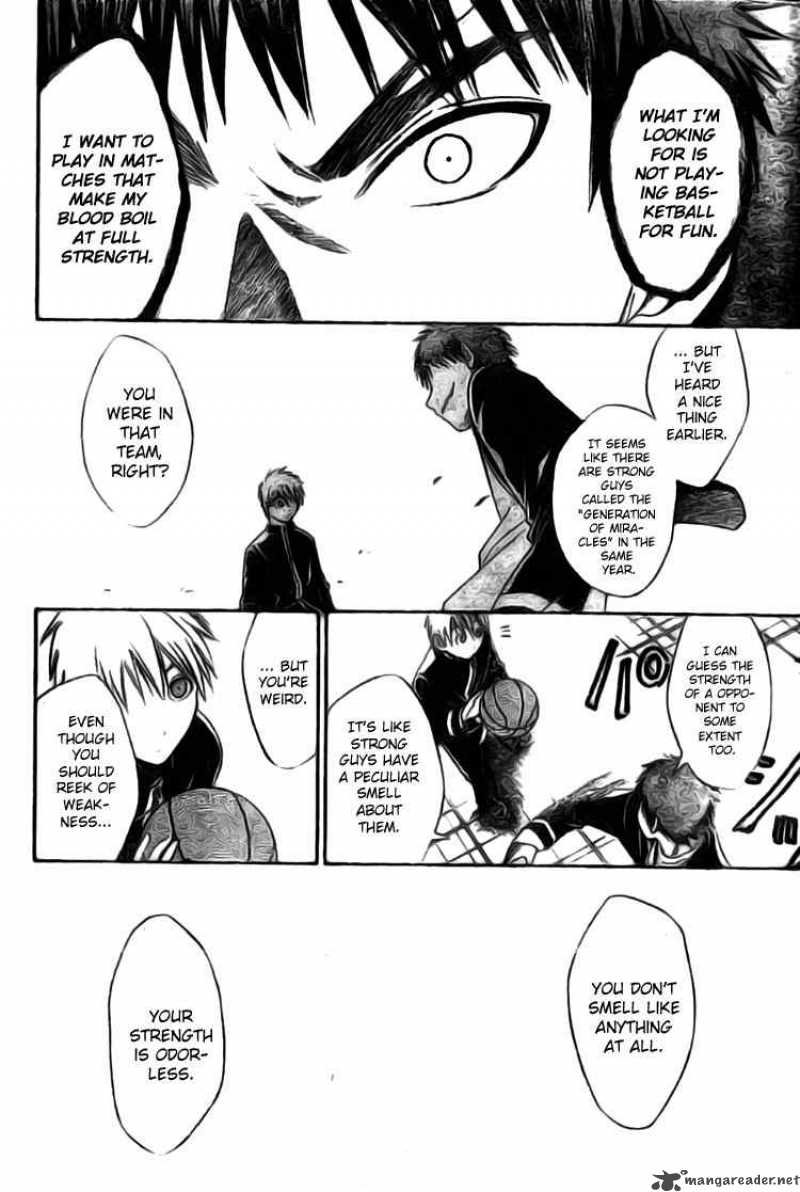 WHAT I'M
LOOKING
FOR IS
NOT PLAY-
ING BAS-
KETBALL
FOR FUN.
I WANT TO
PLAY IN MAT-
CHES THAT
MAKE MY
BLOOD BOIL
AT FULL
STRENGTH.
... BUT
I'VE
HEARD
A NICE
THING
EARLIER.
IT SEEMS
LIKE THERE
ARE STRONG
GUYS
CALLED THE
"GENERATION
OF MIRA-
CLES" IN THE
SAME
YEAR.
YOU
WERE IN
THAT
TEAM,
RIGHT?
I CAN
GUESS THE
STRENGTH
OF A OPPO-
NENT TO
SOME
EXTENT
TOO.
IT'S LIKE
STRONG
GUYS HAVE
A PECULIAR
SMELL
ABOUT
THEM.
... BUT
YOU'RE
WEIRD.
EVEN
THOUGH
YOU
SHOULD
REEK OF
WEAK-
NESS...
YOU DON'T
SMELL LIKE
ANYTHING
AT ALL.
YOUR
STRENGTH
IS ODOR-
LESS.
mangareader.net